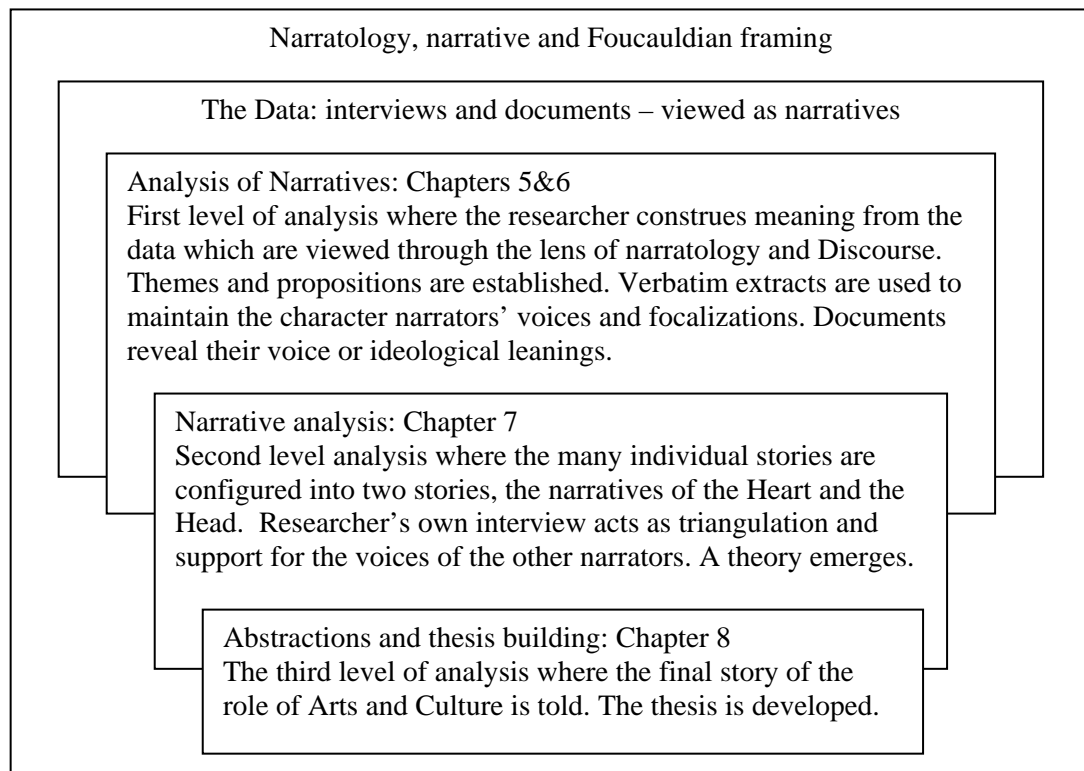 Narratology, narrative and Foucauldian framing
The Data: interviews and documents – viewed as narratives
Analysis of Narratives: Chapters 5&6
First level of analysis where the researcher construes meaning from the
data which are viewed through the lens of narratology and Discourse.
Themes and propositions are established. Verbatim extracts are used to
maintain the character narrators’ voices and focalizations. Documents
reveal their voice or ideological leanings.
Narrative analysis: Chapter 7
Second level analysis where the many individual stories are
configured into two stories, the narratives of the Heart and the
Head.  Researcher’s own interview acts as triangulation and
support for the voices of the other narrators. A theory emerges.
Abstractions and thesis building: Chapter 8
The third level of analysis where the final story of the
role of Arts and Culture is told. The thesis is developed.